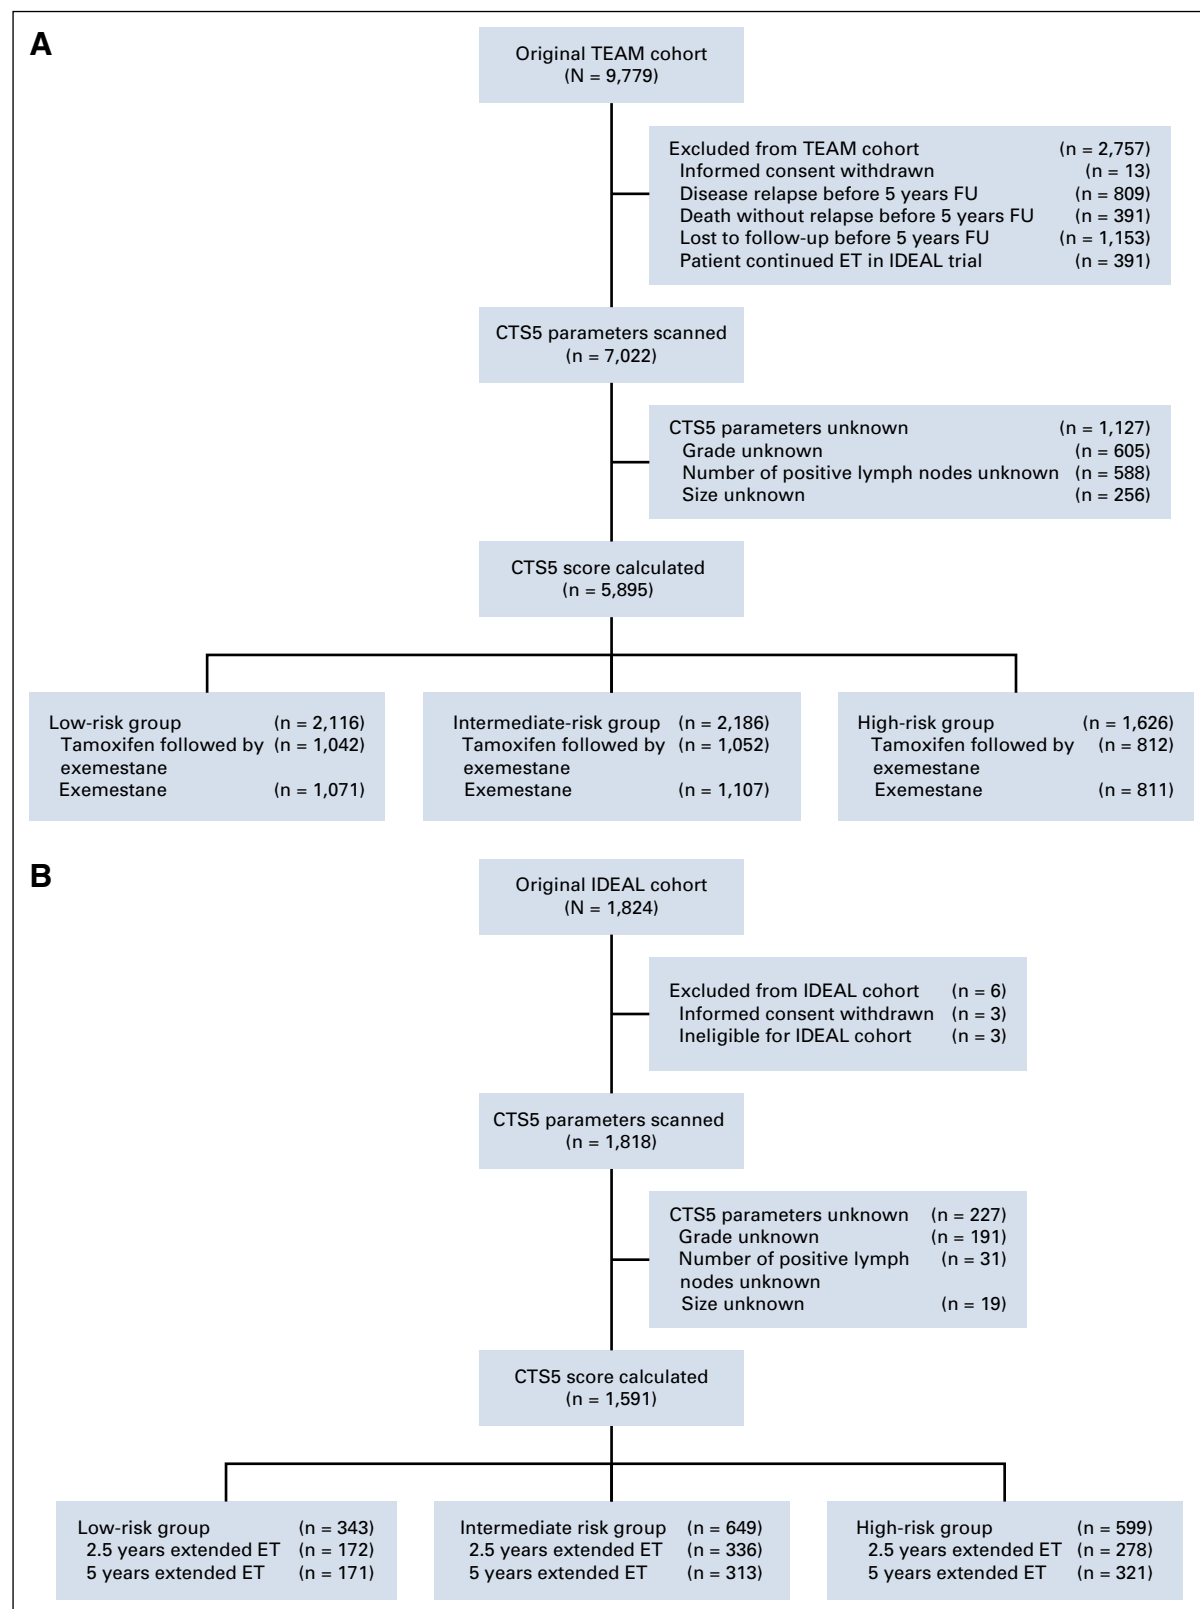 A
Original TEAM cohort
(N = 9,779)
Excluded from TEAM cohort (n = 2,757)
Informed consent withdrawn (n = 13)
Disease relapse before 5 years FU (n = 809)
Death without relapse before 5 years FU (n = 391)
Lost to follow-up before 5 years FU (n = 1,153)
Patient continued ET in IDEAL trial (n = 391)
CTS5 parameters scanned
(n = 7,022)
CTS5 parameters unknown (n = 1,127)
Grade unknown (n = 605)
Number of positive lymph nodes unknown (n = 588)
Size unknown (n = 256)
CTS5 score calculated
(n = 5,895)
Low-risk group (n = 2,116)
Tamoxifen followed by (n = 1,042)
exemestane
Exemestane (n = 1,071)
Intermediate-risk group (n = 2,186)
Tamoxifen followed by (n = 1,052)
exemestane
Exemestane (n = 1,107)
High-risk group (n = 1,626)
Tamoxifen followed by (n = 812)
exemestane
Exemestane (n = 811)
B
Original IDEAL cohort
(N = 1,824)
Excluded from IDEAL cohort (n = 6)
Informed consent withdrawn (n = 3)
Ineligible for IDEAL cohort (n = 3)
CTS5 parameters scanned
(n = 1,818)
CTS5 parameters unknown (n = 227)
Grade unknown (n = 191)
Number of positive lymph (n = 31)
nodes unknown
Size unknown (n = 19)
CTS5 score calculated
(n = 1,591)
Low-risk group (n = 343)
2.5 years extended ET (n = 172)
5 years extended ET (n = 171)
Intermediate risk group (n = 649)
2.5 years extended ET (n = 336)
5 years extended ET (n = 313)
High-risk group (n = 599)
2.5 years extended ET (n = 278)
5 years extended ET (n = 321)